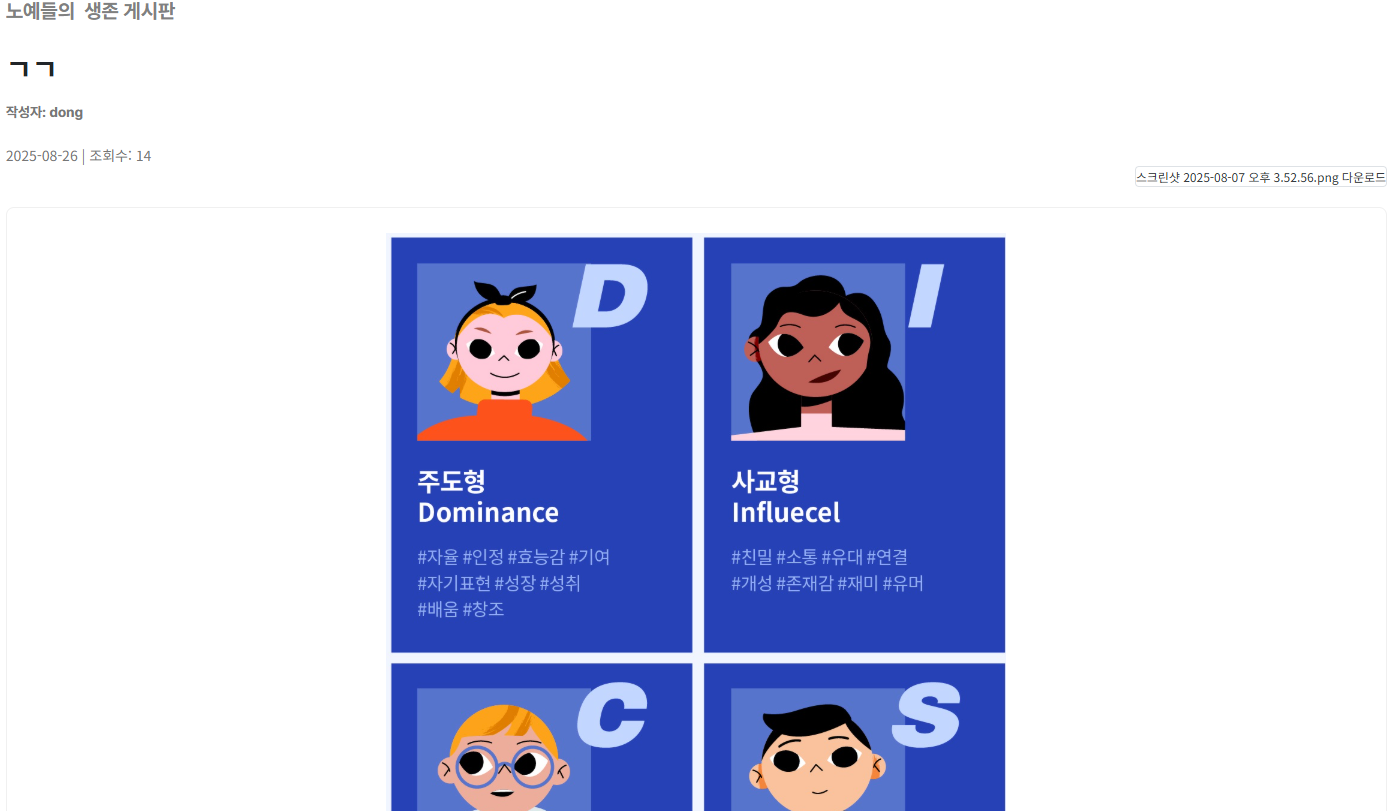 노예들의 생존 게시판
ㄱㄱ
작성자: dong
2025-08-26 | 조회수: 14
스크린샷 2025-08-07 오후 3.52.56.png 다운로드
D
주도형
Dominance
#자율 #인정 #효능감 #기여
#자기표현 #성장 #성취
#배움 #창조
I
사교형
Influecel
#친밀 #소통 #유대 #연결
#개성 #존재감 #재미 #유머
C
S